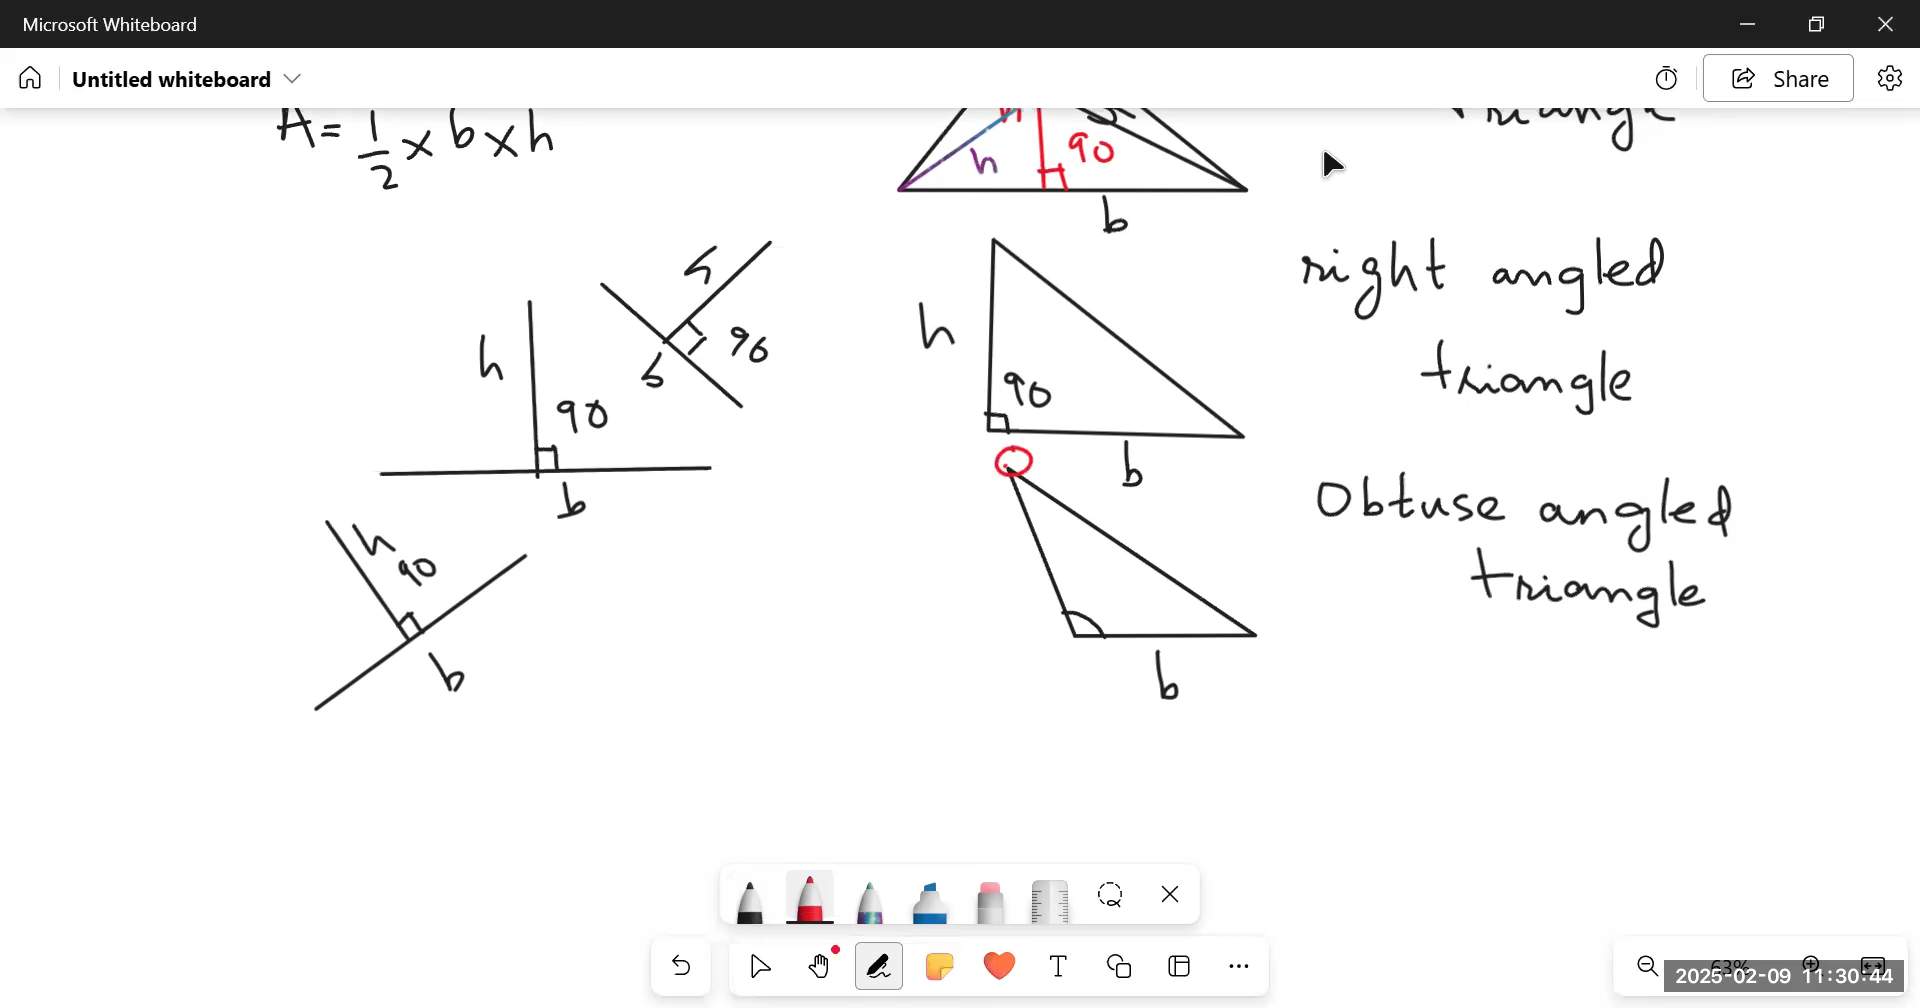 Microsoft Whiteboard
Untitled whiteboard
Share
A = 1/2 × b × h
h
90
b
h
90
b
h
90
b
h
90
b
right angled
triangle
b
Obtuse angled
triangle
63%
2025-02-09 11:30:44